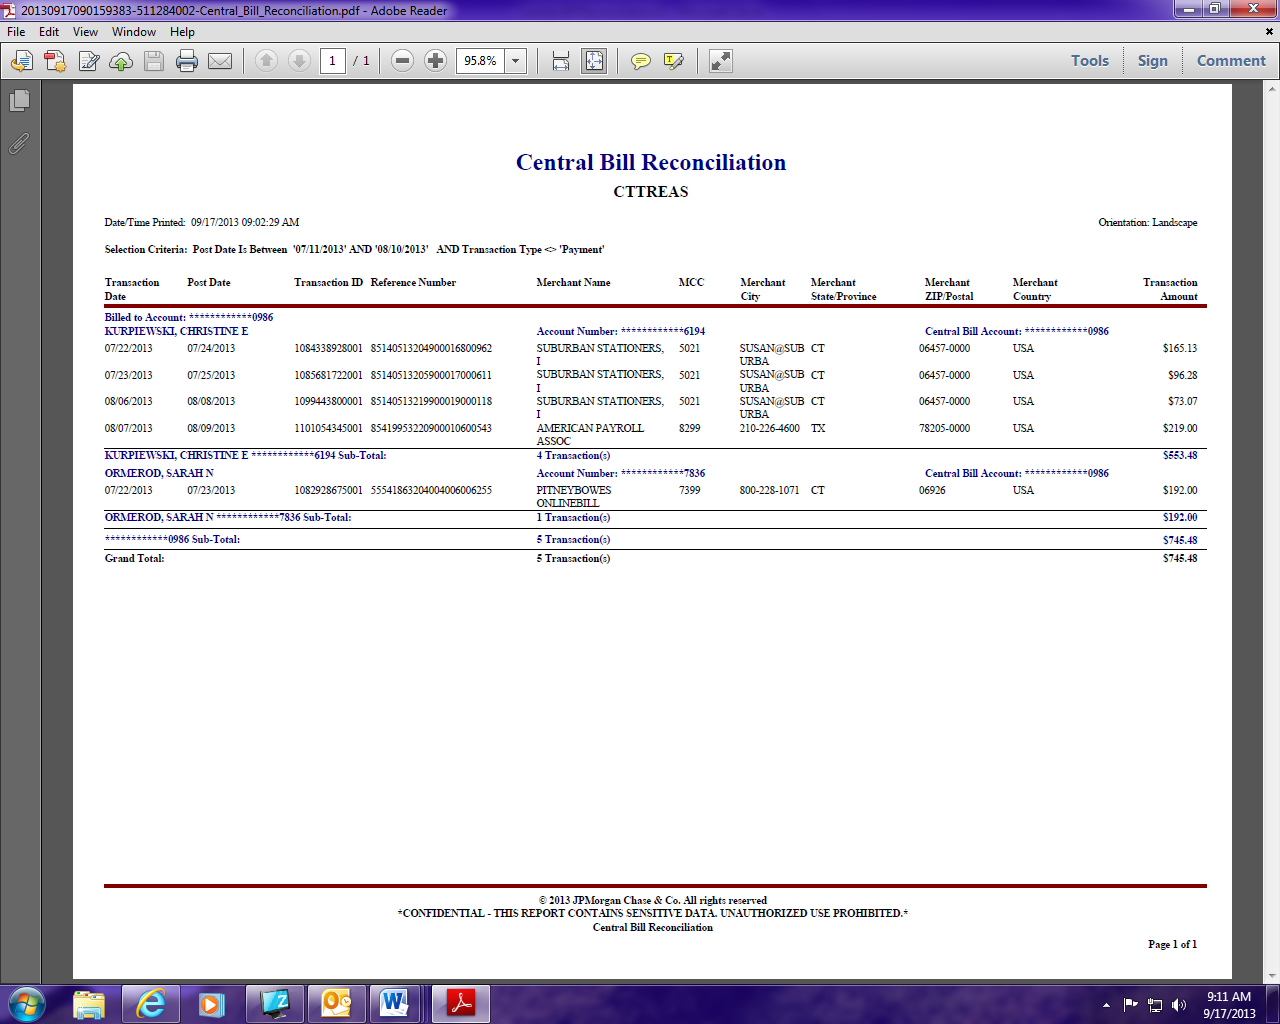 20130917090159383-511284002-Central_Bill_Reconciliation.pdf - Adobe Reader
File Edit View Window Help
1 / 1 95.8% Tools Sign Comment
Central Bill Reconciliation
CTTREAS
Date/Time Printed: 09/17/2013 09:02:29 AM Orientation: Landscape
Selection Criteria: Post Date Is Between '07/11/2013' AND '08/10/2013' AND Transaction Type <> 'Payment'
Transaction Post Date Transaction ID Reference Number Merchant Name MCC Merchant Merchant Merchant Merchant Transaction
Date City State/Province ZIP/Postal Country Amount
Billed to Account: ************0986
KURPIEWSKI, CHRISTINE E Account Number: ************6194 Central Bill Account: ************0986
07/22/2013 07/24/2013 1084338928001 85140513204900016800962 SUBURBAN STATIONERS, 5021 SUSAN@SUB CT 06457-0000 USA $165.13
I URBA
07/23/2013 07/25/2013 1085681722001 85140513205900017000611 SUBURBAN STATIONERS, 5021 SUSAN@SUB CT 06457-0000 USA $96.28
I URBA
08/06/2013 08/08/2013 1099443800001 85140513219900019000118 SUBURBAN STATIONERS, 5021 SUSAN@SUB CT 06457-0000 USA $73.07
I URBA
08/07/2013 08/09/2013 1101054345001 85419953220900010600543 AMERICAN PAYROLL 8299 210-226-4600 TX 78205-0000 USA $219.00
ASSOC
KURPIEWSKI, CHRISTINE E ************6194 Sub-Total: 4 Transaction(s) $553.48
ORMEROD, SARAH N Account Number: ************7836 Central Bill Account: ************0986
07/22/2013 07/23/2013 1082928675001 55541863204004006006255 PITNEYBOWES 7399 800-228-1071 CT 06926 USA $192.00
ONLINEBILL
ORMEROD, SARAH N ************7836 Sub-Total: 1 Transaction(s) $192.00
************0986 Sub-Total: 5 Transaction(s) $745.48
Grand Total: 5 Transaction(s) $745.48
© 2013 JPMorgan Chase & Co. All rights reserved
*CONFIDENTIAL - THIS REPORT CONTAINS SENSITIVE DATA. UNAUTHORIZED USE PROHIBITED.*
Central Bill Reconciliation
Page 1 of 1
9:11 AM
9/17/2013